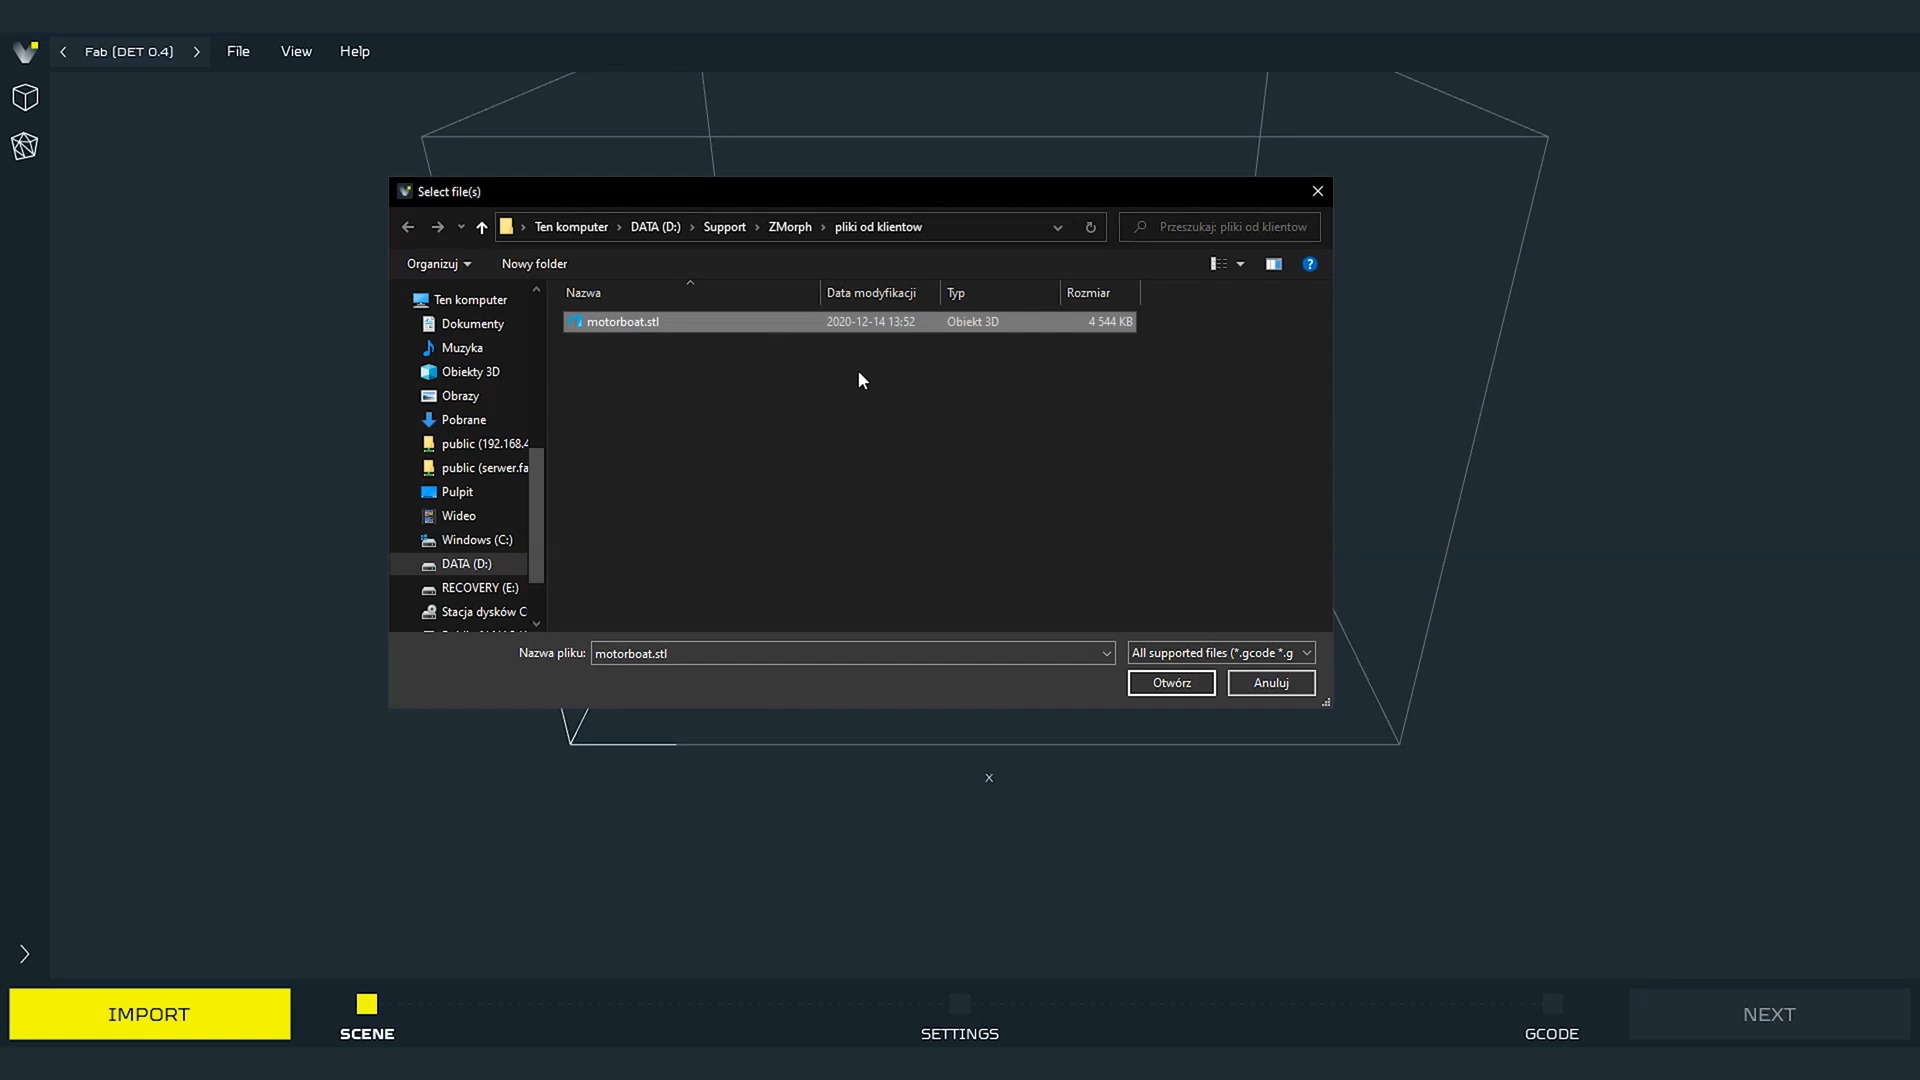 Fab (DET 0.4) File View Help
Select file(s)
Ten komputer DATA (D:) Support ZMorph pliki od klientow
Przeszukaj: pliki od klientow
Organizuj Nowy folder
?
Nazwa Data modyfikacji Typ Rozmiar
motorboat.stl 2020-12-14 13:52 Obiekt 3D 4 544 KB
Ten komputer
Dokumenty
Muzyka
Obiekty 3D
Obrazy
Pobrane
public (192.168.4
public (serwer.fa
Pulpit
Wideo
Windows (C:)
DATA (D:)
RECOVERY (E:)
Stacja dysków C
Nazwa pliku: motorboat.stl All supported files (*.gcode *.g
Otwórz Anuluj
X
IMPORT
SCENE
SETTINGS
GCODE
NEXT